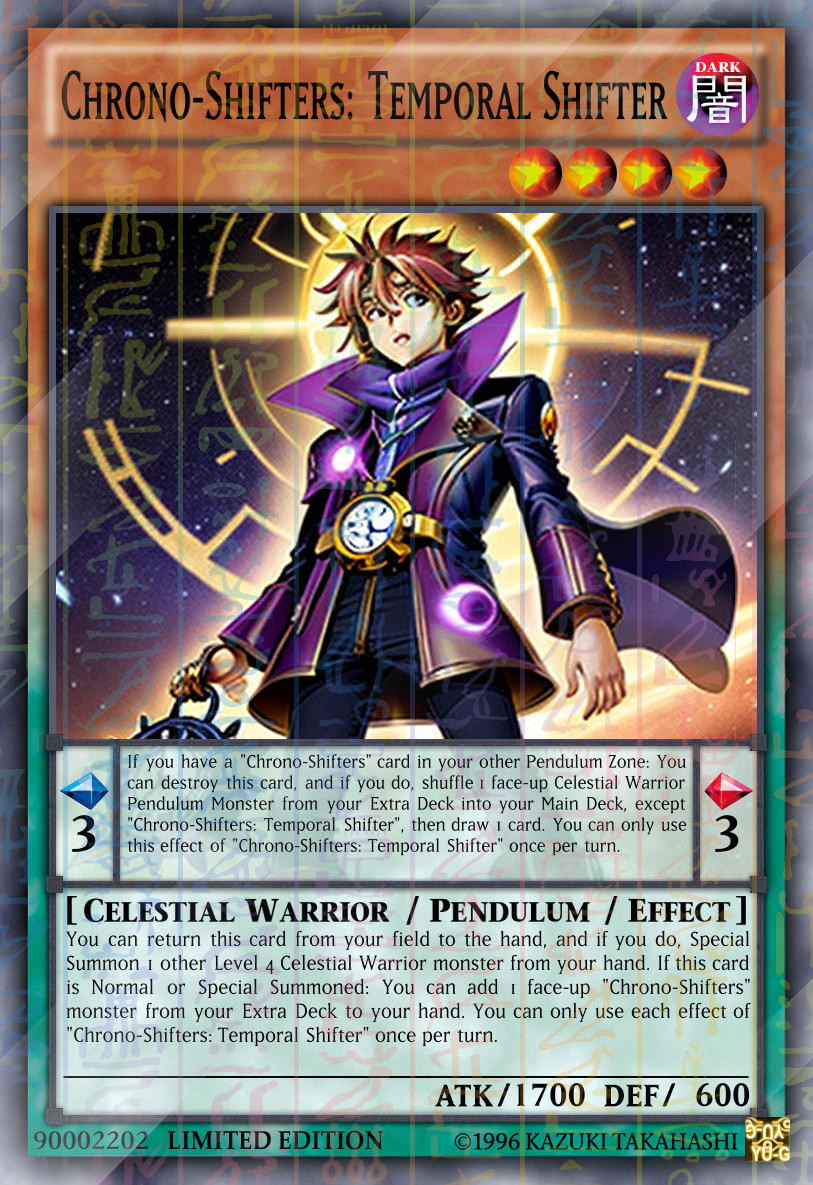 Chrono-Shifters: Temporal Shifter
DARK
闇
If you have a "Chrono-Shifters" card in your other Pendulum Zone: You
can destroy this card, and if you do, shuffle 1 face-up Celestial Warrior
Pendulum Monster from your Extra Deck into your Main Deck, except
"Chrono-Shifters: Temporal Shifter", then draw 1 card. You can only use
this effect of "Chrono-Shifters: Temporal Shifter" once per turn.
3
3
[ Celestial Warrior / Pendulum / Effect ]
You can return this card from your field to the hand, and if you do, Special
Summon 1 other Level 4 Celestial Warrior monster from your hand. If this card
is Normal or Special Summoned: You can add 1 face-up "Chrono-Shifters"
monster from your Extra Deck to your hand. You can only use each effect of
"Chrono-Shifters: Temporal Shifter" once per turn.
ATK/1700 DEF/ 600
90002202 LIMITED EDITION ©1996 KAZUKI TAKAHASHI